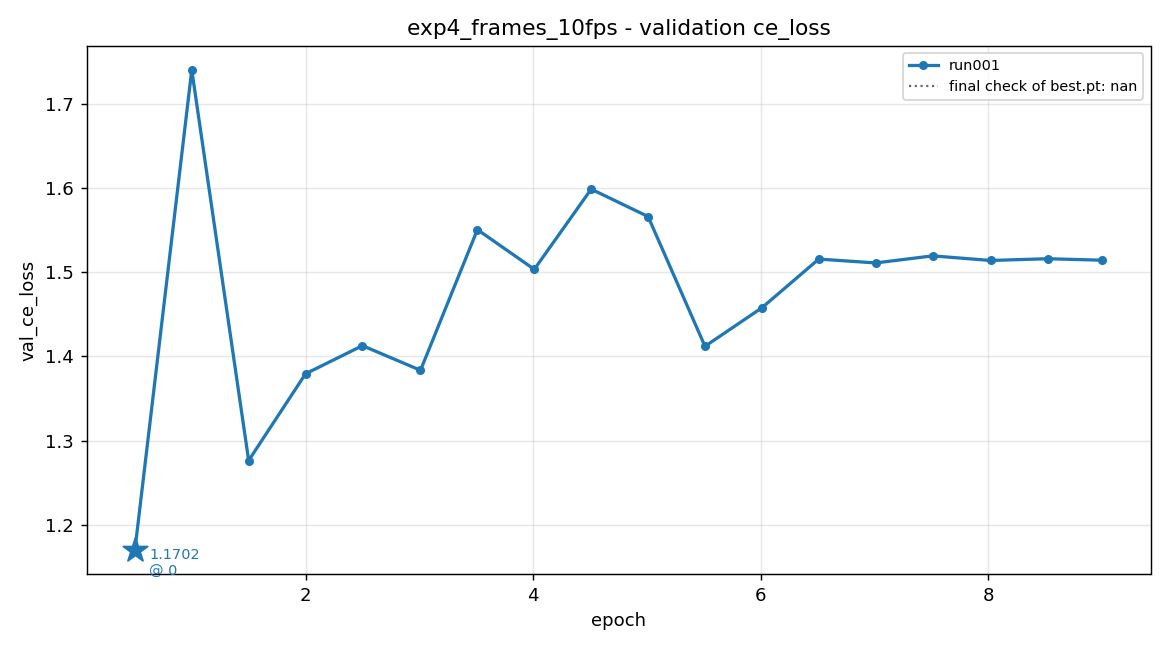 exp4_frames_10fps - validation ce_loss
run001
final check of best.pt: nan
val_ce_loss
1.7
1.6
1.5
1.4
1.3
1.2
1.1702
@ 0
2
4
6
8
epoch